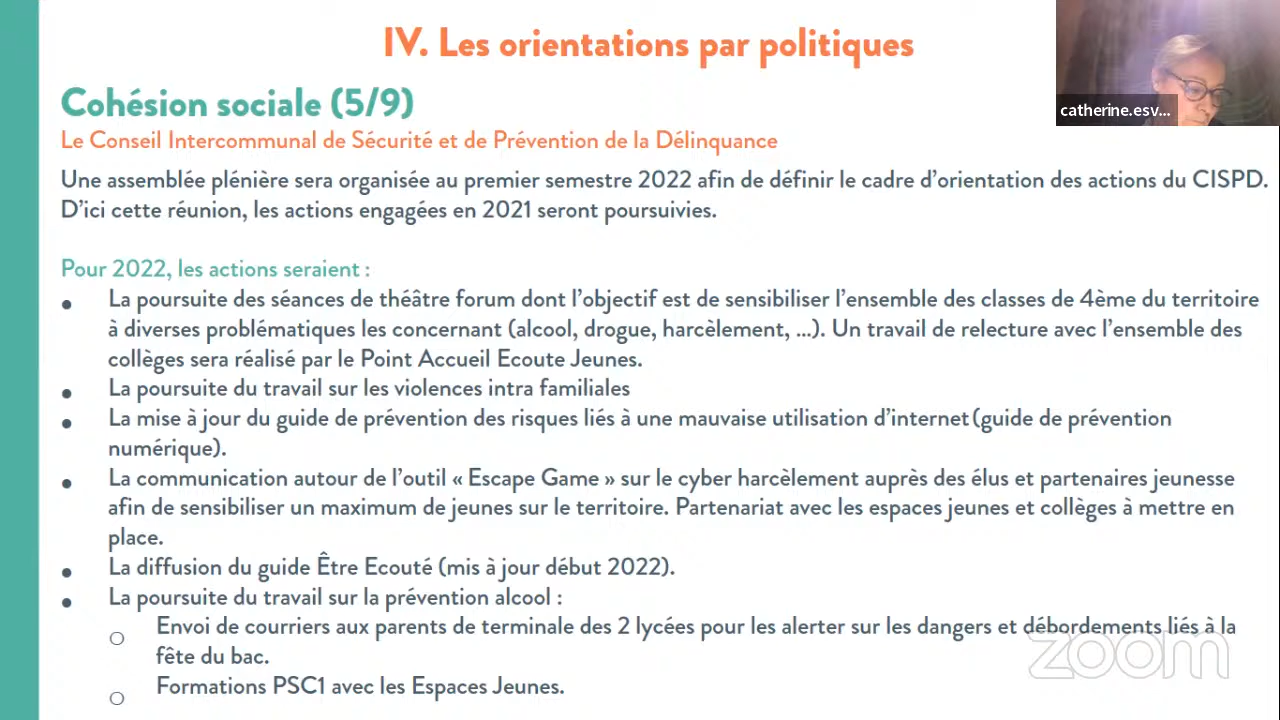 IV. Les orientations par politiques
catherine.esv...
Cohésion sociale (5/9)
Le Conseil Intercommunal de Sécurité et de Prévention de la Délinquance
Une assemblée plénière sera organisée au premier semestre 2022 afin de définir le cadre d'orientation des actions du CISPD.
D'ici cette réunion, les actions engagées en 2021 seront poursuivies.
Pour 2022, les actions seraient :
● La poursuite des séances de théâtre forum dont l'objectif est de sensibiliser l'ensemble des classes de 4ème du territoire
à diverses problématiques les concernant (alcool, drogue, harcèlement, ...). Un travail de relecture avec l'ensemble des
collèges sera réalisé par le Point Accueil Ecoute Jeunes.
● La poursuite du travail sur les violences intra familiales
● La mise à jour du guide de prévention des risques liés à une mauvaise utilisation d'internet (guide de prévention
numérique).
● La communication autour de l'outil « Escape Game » sur le cyber harcèlement auprès des élus et partenaires jeunesse
afin de sensibiliser un maximum de jeunes sur le territoire. Partenariat avec les espaces jeunes et collèges à mettre en
place.
● La diffusion du guide Être Ecouté (mis à jour début 2022).
● La poursuite du travail sur la prévention alcool :
○ Envoi de courriers aux parents de terminale des 2 lycées pour les alerter sur les dangers et débordements liés à la
fête du bac.
○ Formations PSC1 avec les Espaces Jeunes.
zoom